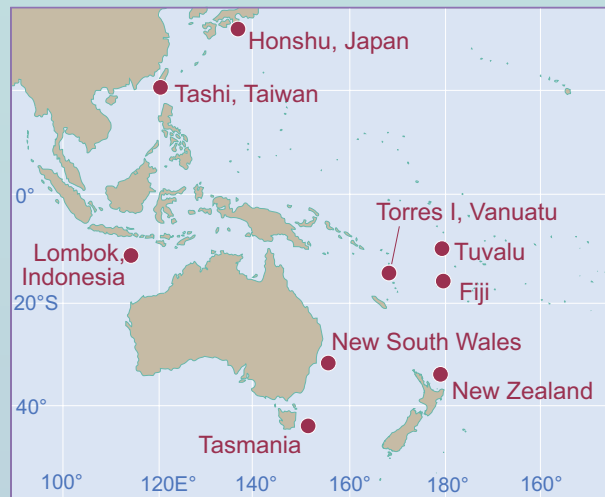 Honshu, Japan
Tashi, Taiwan
0°
Torres I, Vanuatu
Lombok,
Indonesia
Tuvalu
Fiji
20°S
New South Wales
New Zealand
40°
Tasmania
100° 120E° 140° 160° 180° 160°